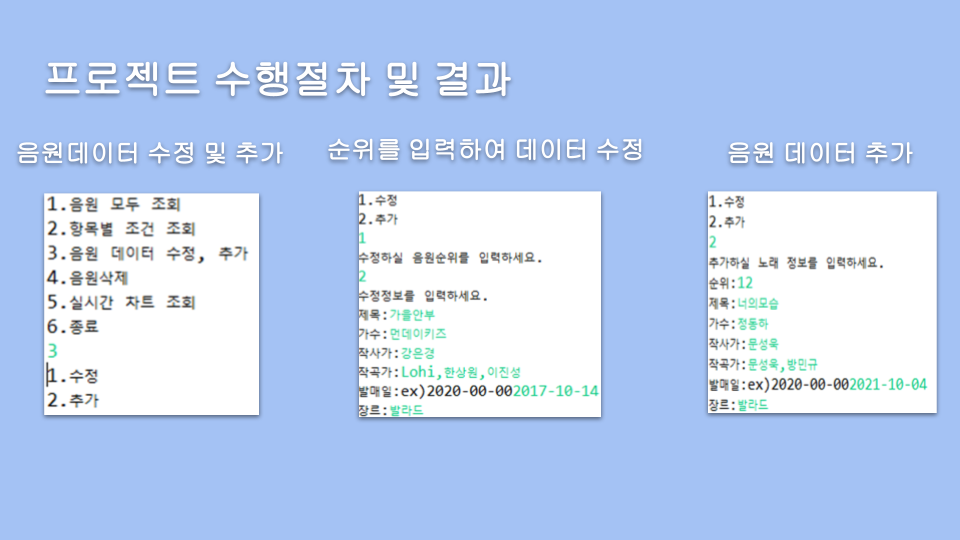 프로젝트 수행절차 및 결과
음원데이터 수정 및 추가
1.음원 모두 조회
2.항목별 조건 조회
3.음원 데이터 수정, 추가
4.음원삭제
5.실시간 차트 조회
6.종료
3
1.수정
2.추가
순위를 입력하여 데이터 수정
1.수정
2.추가
1
수정하실 음원순위를 입력하세요.
2
수정정보를 입력하세요.
제목:가을안부
가수:먼데이키즈
작사가:강은경
작곡가:Lohi,한상원,이진성
발매일:ex)2020-00-002017-10-14
장르:발라드
음원 데이터 추가
1.수정
2.추가
2
추가하실 노래 정보를 입력하세요.
순위:12
제목:너의모습
가수:정동하
작사가:문성욱
작곡가:문성욱,방민규
발매일:ex)2020-00-002021-10-04
장르:발라드